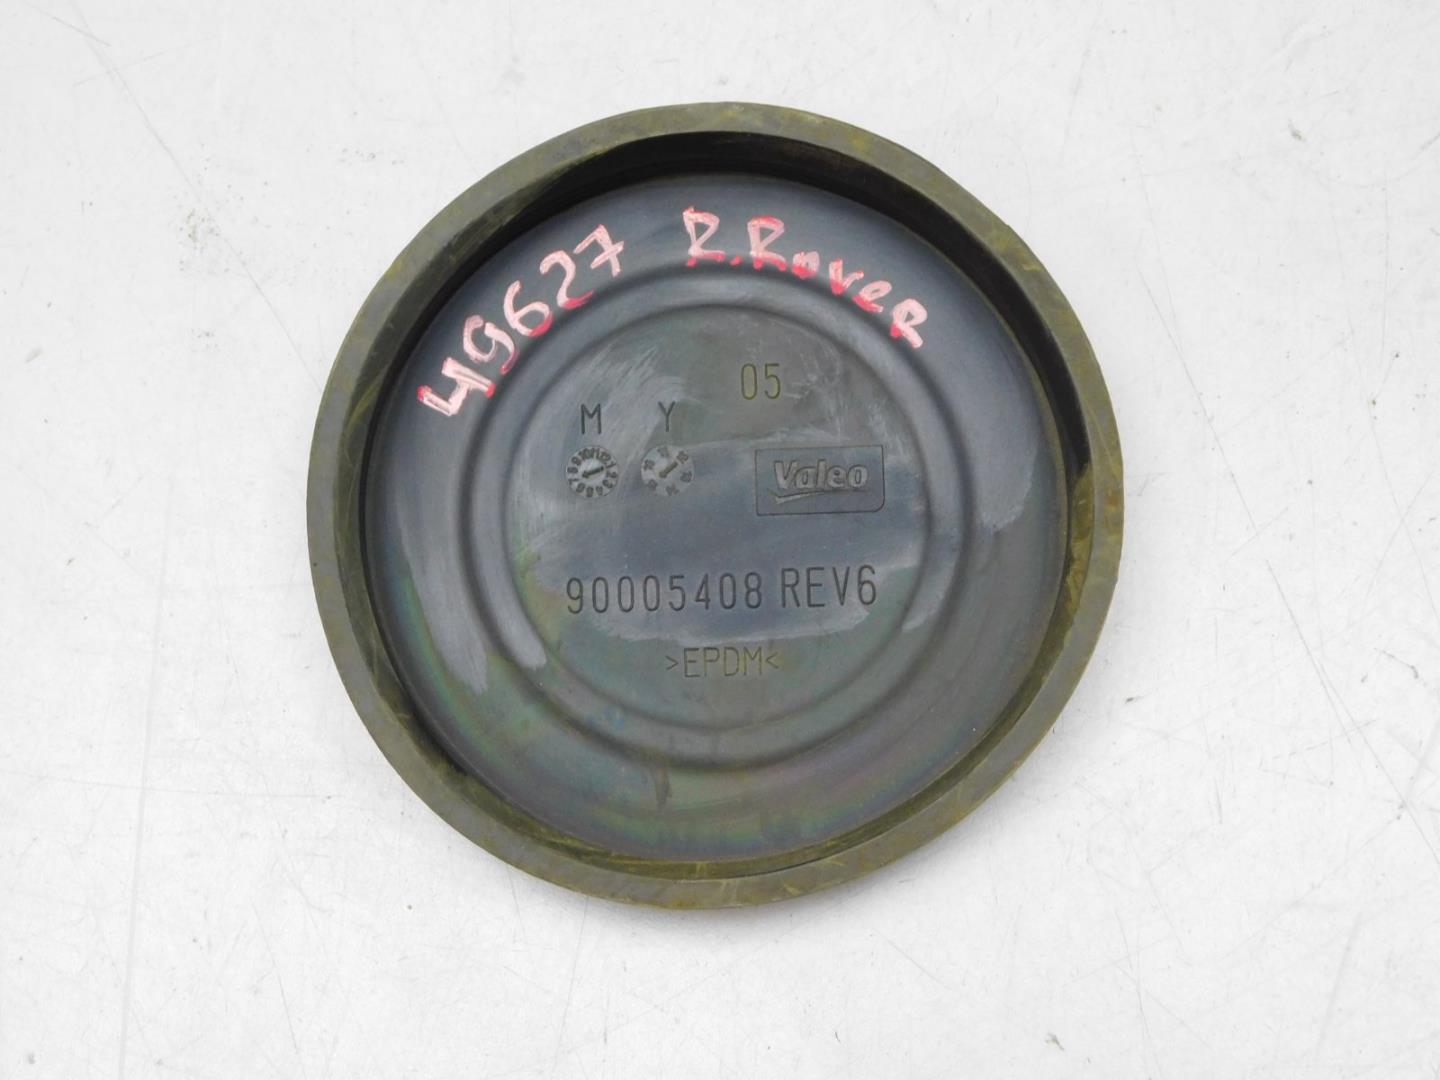 49627 R.Rover
05
M Y
Valeo
90005408 REV6
>EPDM<